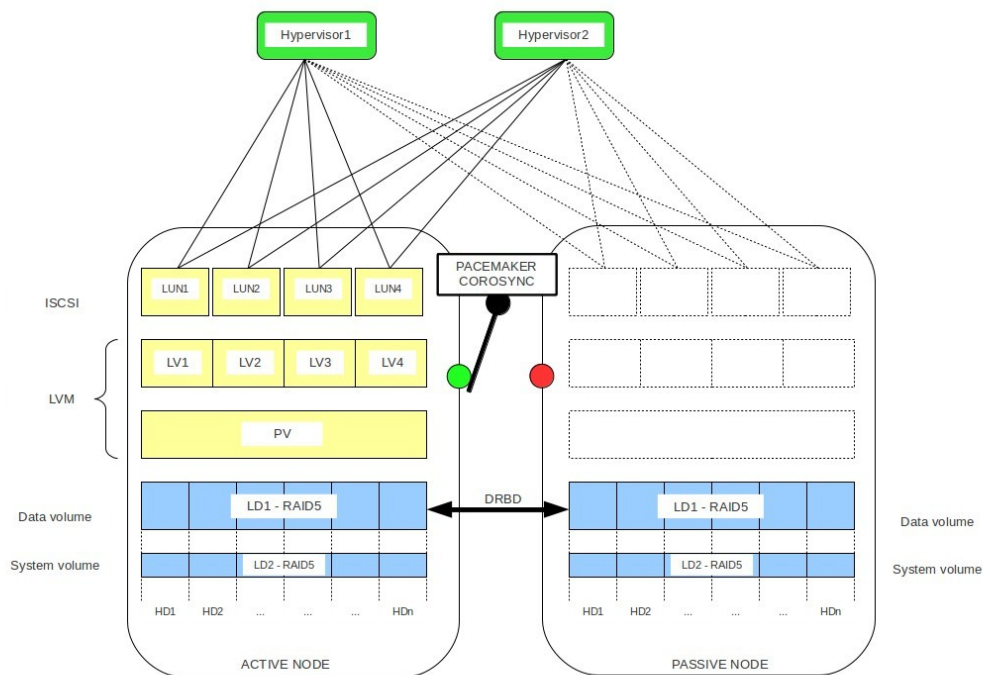 Hypervisor1
Hypervisor2
PACEMAKER
COROSYNC
ISCSI
LUN1
LUN2
LUN3
LUN4
LVM
LV1
LV2
LV3
LV4
PV
Data volume
LD1 - RAID5
DRBD
LD1 - RAID5
Data volume
System volume
LD2 - RAID5
LD2 - RAID5
System volume
HD1
HD2
...
...
...
HDn
HD1
HD2
...
...
...
HDn
ACTIVE NODE
PASSIVE NODE